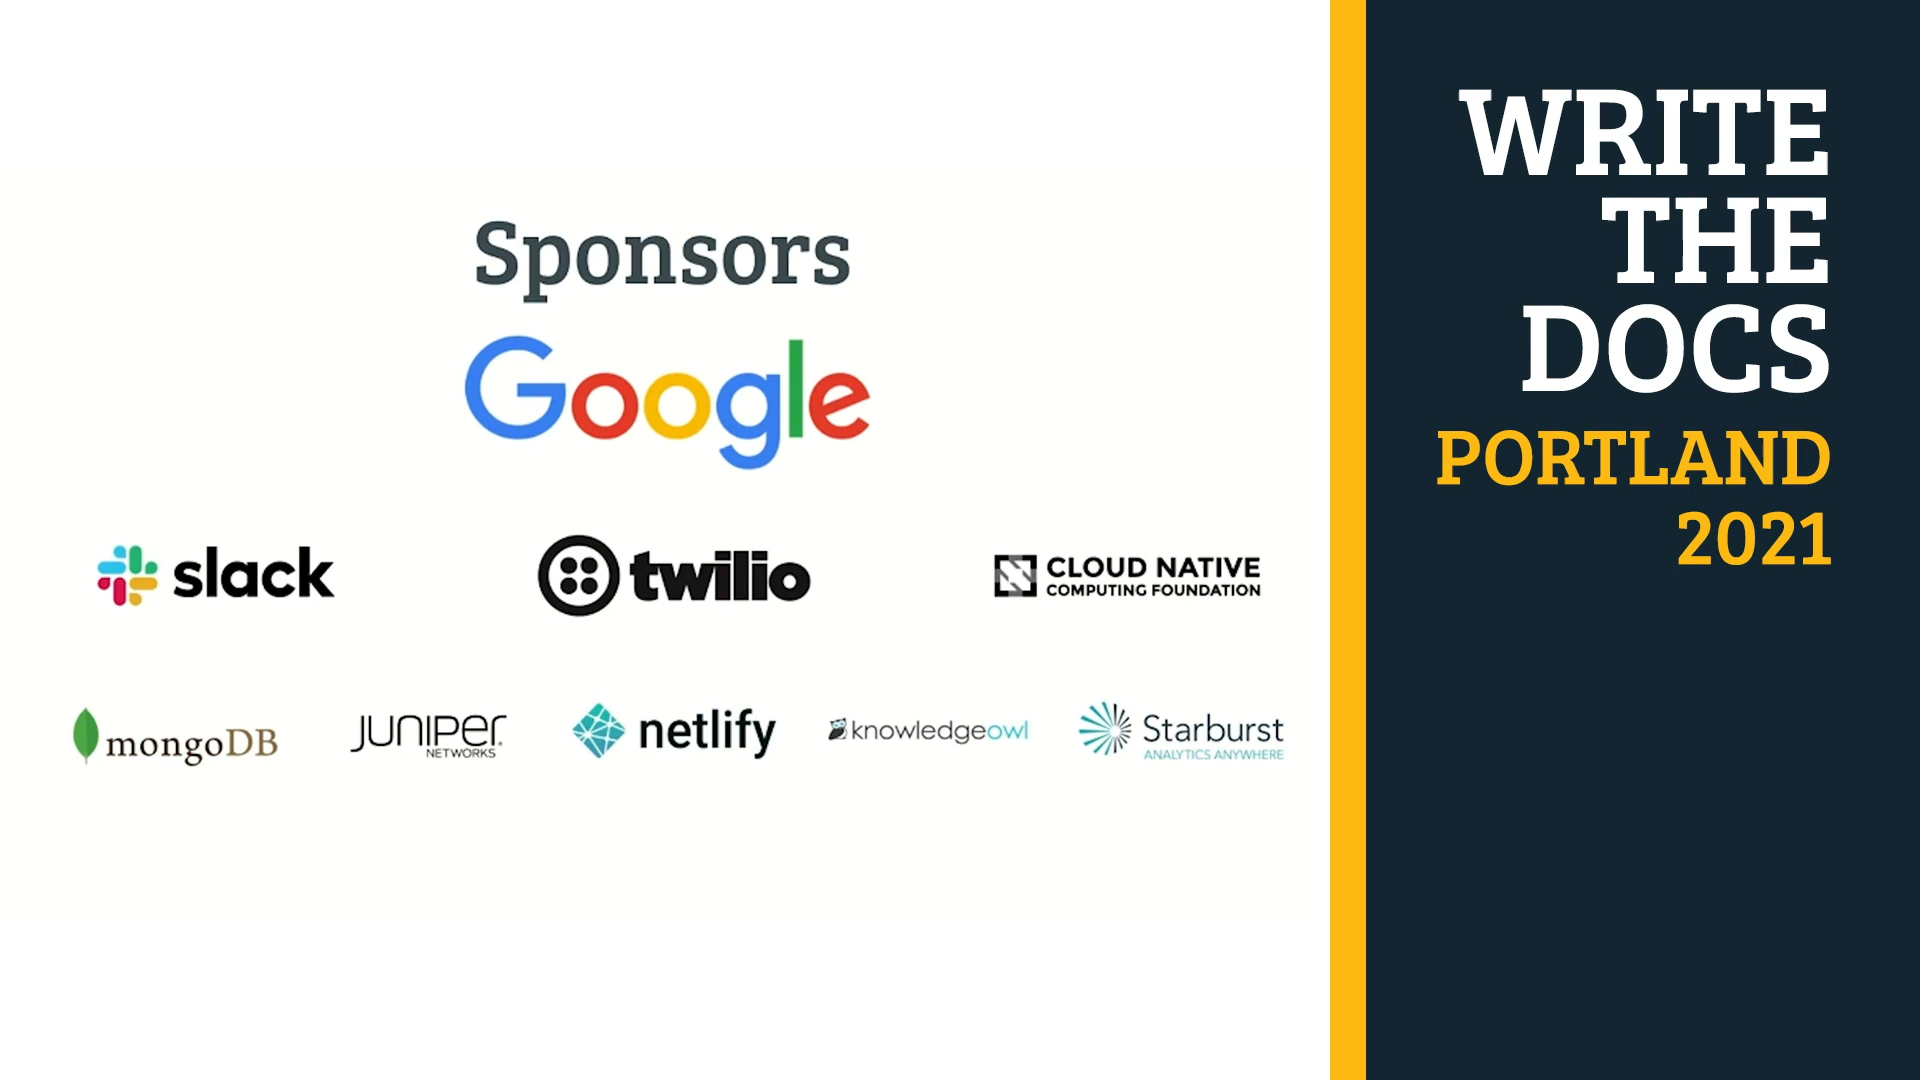 Sponsors
Google
slack
twilio
CLOUD NATIVE
COMPUTING FOUNDATION
mongoDB
JUNIPER
NETWORKS
netlify
knowledgeowl
Starburst
ANALYTICS ANYWHERE
WRITE
THE
DOCS
PORTLAND
2021